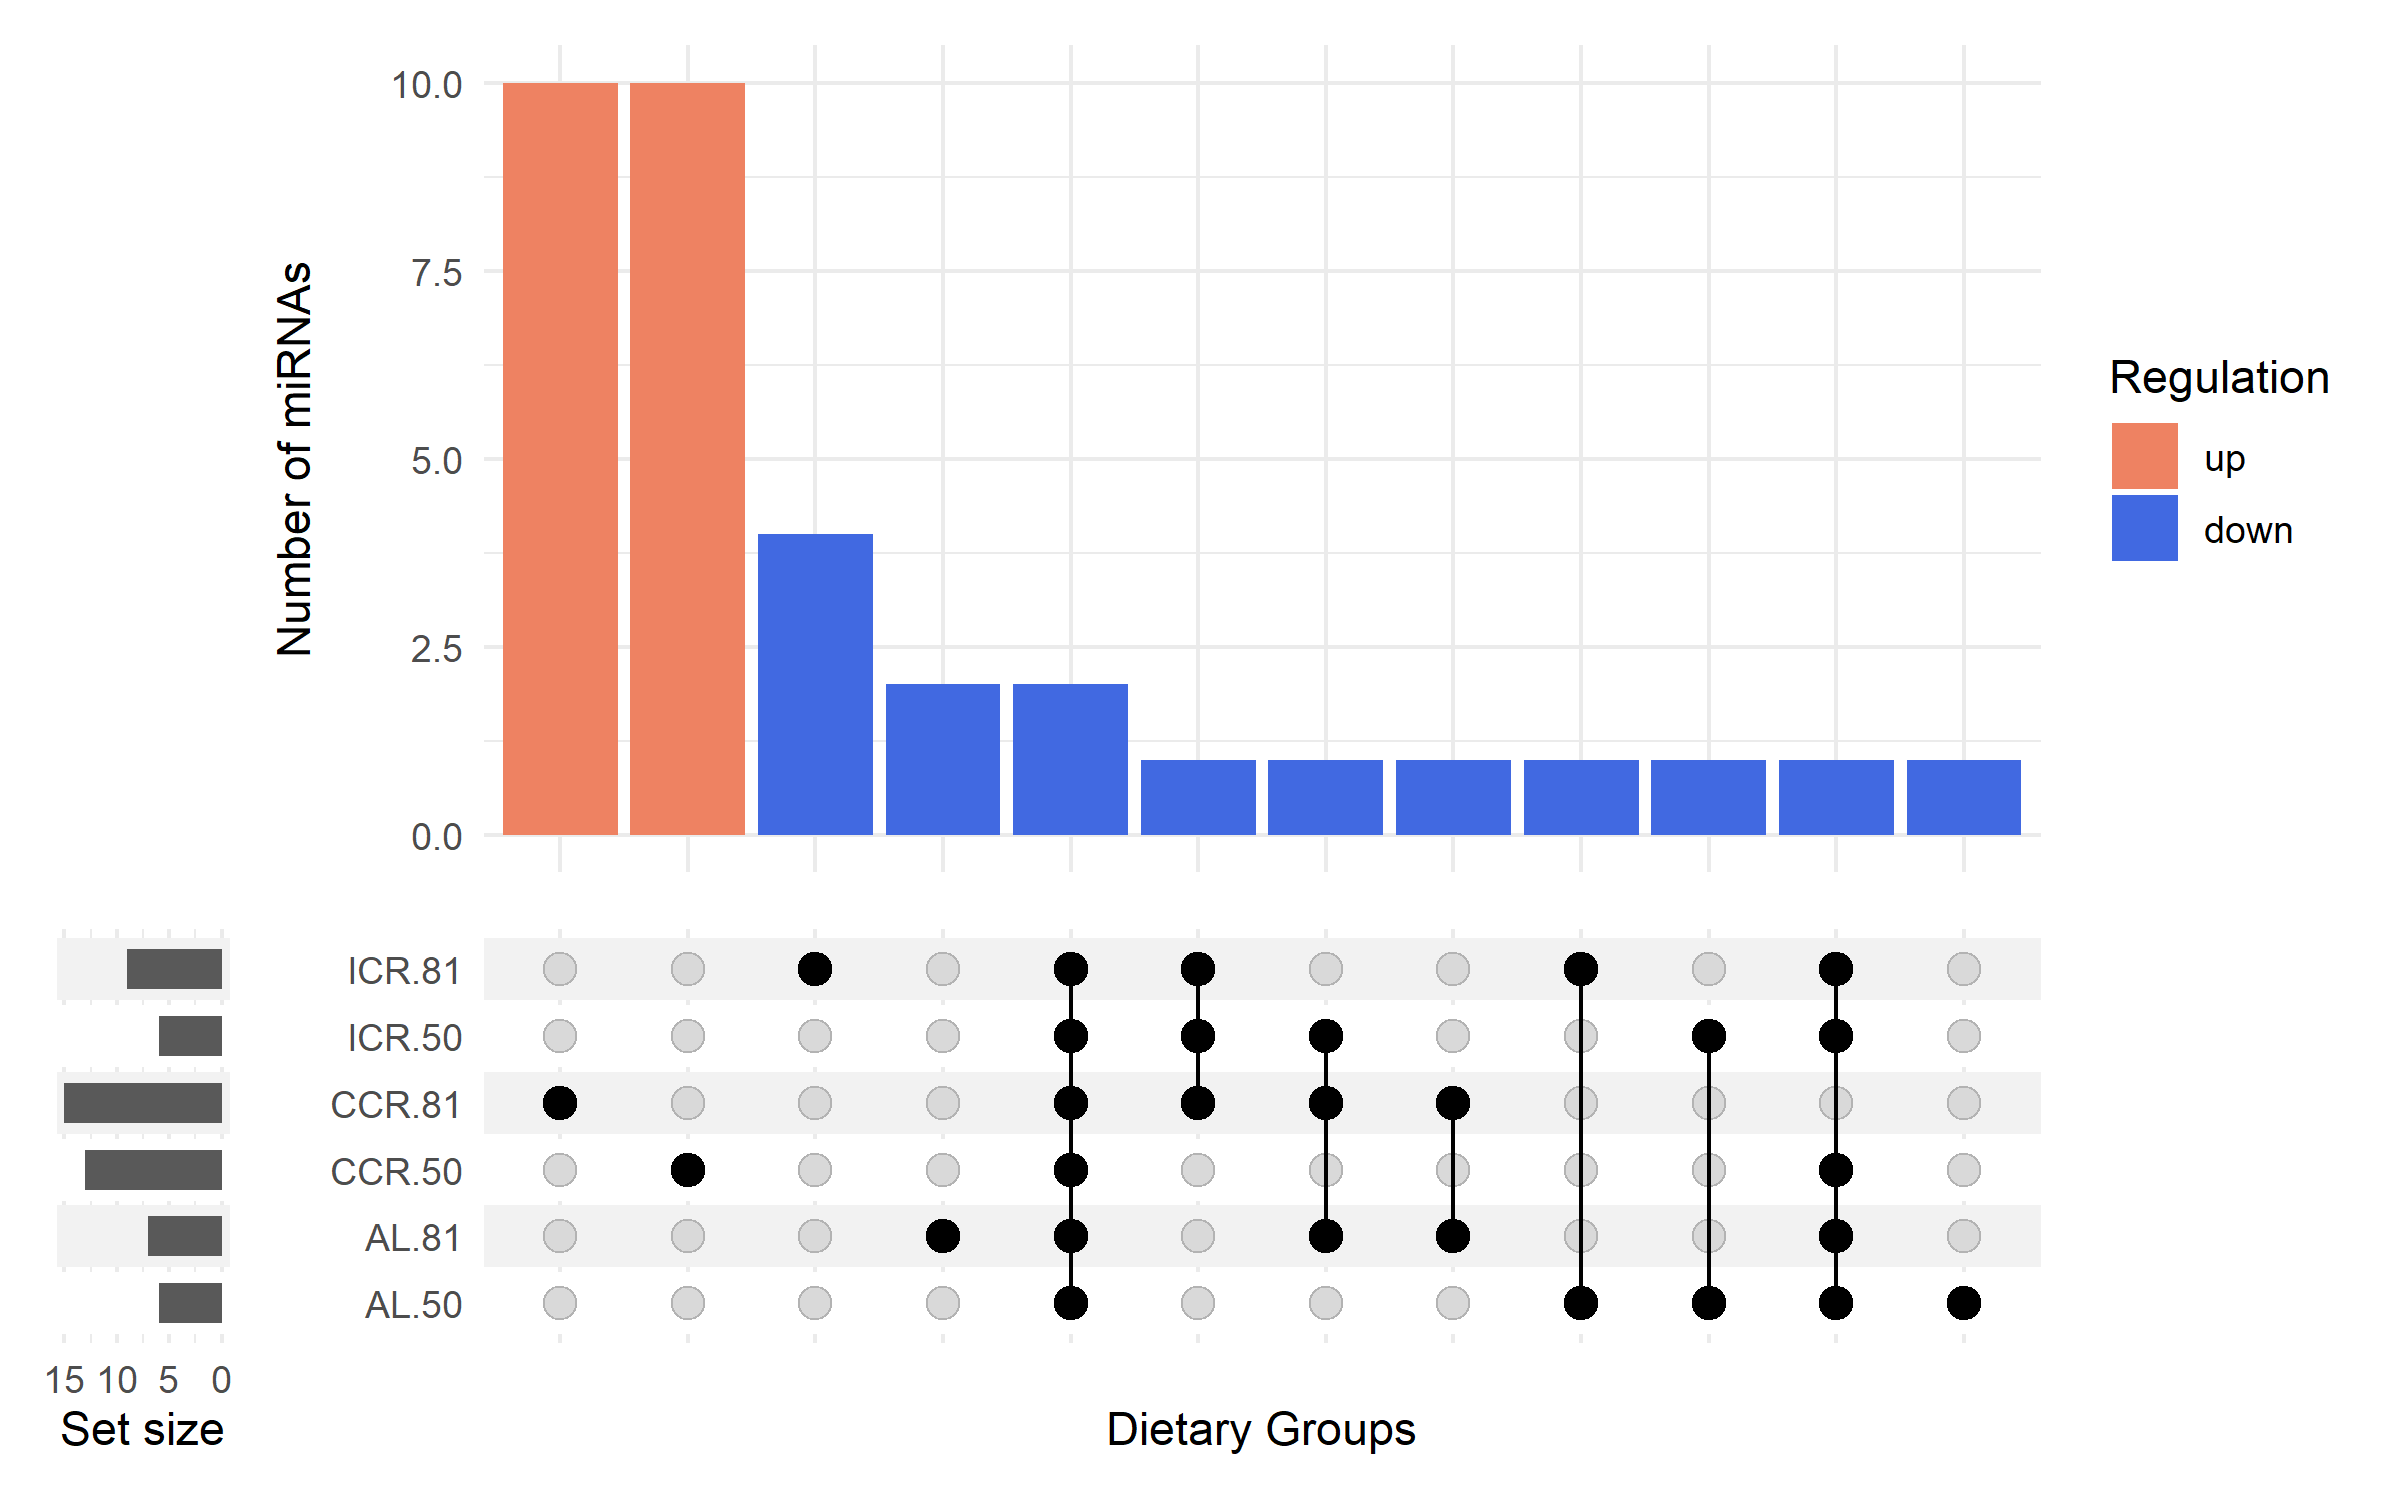 10.0
7.5
5.0
2.5
0.0
Number of miRNAs
Regulation
up
down
ICR.81
ICR.50
CCR.81
CCR.50
AL.81
AL.50
15 10 5 0
Set size
Dietary Groups